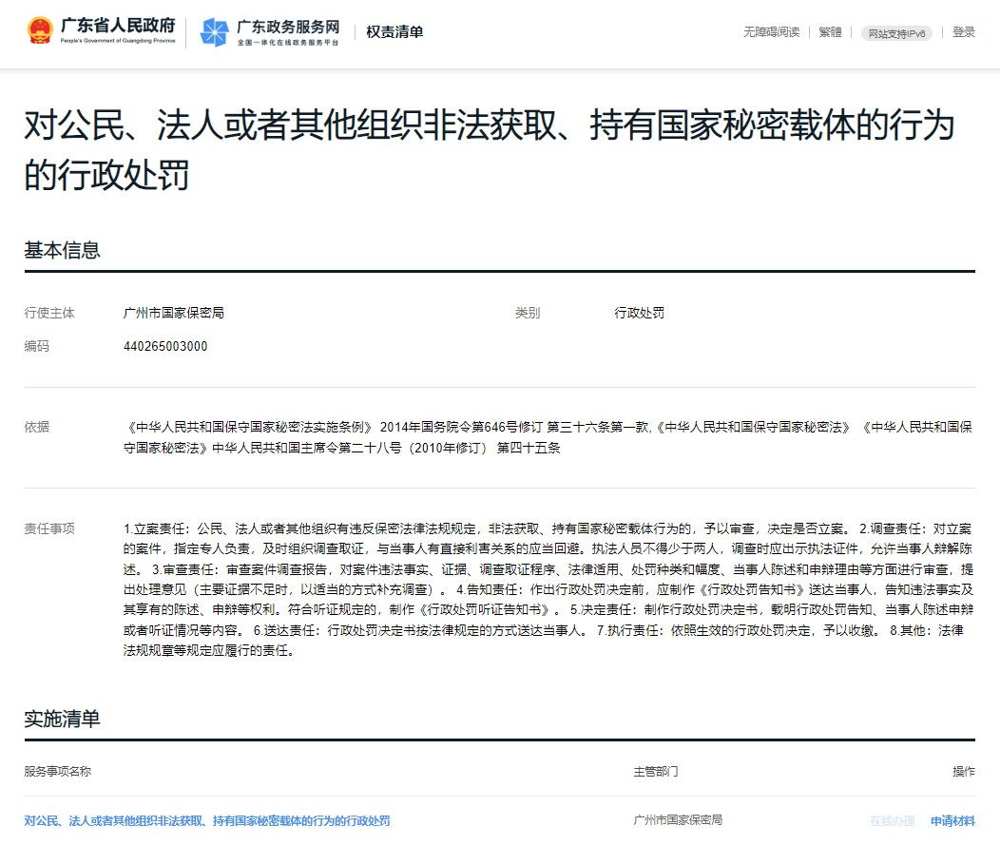 广东省人民政府
People's Government of Guangdong Province
广东政务服务网
全国一体化在线政务服务平台
权责清单
无障碍阅读 繁體 网站支持IPv6 登录
对公民、法人或者其他组织非法获取、持有国家秘密载体的行为
的行政处罚
基本信息
行使主体 广州市国家保密局 类别 行政处罚
编码 440265003000
依据 《中华人民共和国保守国家秘密法实施条例》 2014年国务院令第646号修订 第三十六条第一款,《中华人民共和国保守国家秘密法》 《中华人民共和国保
守国家秘密法》中华人民共和国主席令第二十八号（2010年修订） 第四十五条
责任事项 1.立案责任：公民、法人或者其他组织有违反保密法律法规规定，非法获取、持有国家秘密载体行为的，予以审查，决定是否立案。 2.调查责任：对立案
的案件，指定专人负责，及时组织调查取证，与当事人有直接利害关系的应当回避。执法人员不得少于两人，调查时应出示执法证件，允许当事人辩解陈
述。 3.审查责任：审查案件调查报告，对案件违法事实、证据、调查取证程序、法律适用、处罚种类和幅度、当事人陈述和申辩理由等方面进行审查，提
出处理意见（主要证据不足时，以适当的方式补充调查）。 4.告知责任：作出行政处罚决定前，应制作《行政处罚告知书》送达当事人，告知违法事实及
其享有的陈述、申辩等权利。符合听证规定的，制作《行政处罚听证告知书》。 5.决定责任：制作行政处罚决定书，载明行政处罚告知、当事人陈述申辩
或者听证情况等内容。 6.送达责任：行政处罚决定书按法律规定的方式送达当事人。 7.执行责任：依照生效的行政处罚决定，予以收缴。 8.其他：法律
法规规章等规定应履行的责任。
实施清单
服务事项名称 主管部门 操作
对公民、法人或者其他组织非法获取、持有国家秘密载体的行为的行政处罚 广州市国家保密局 在线办理 申请材料